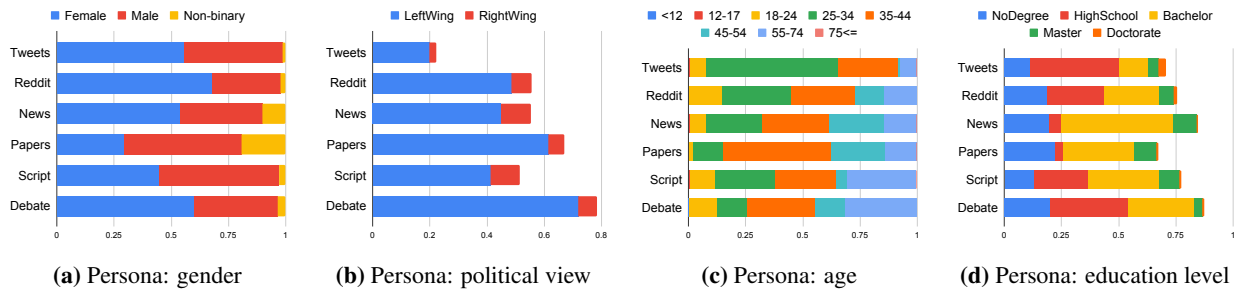 Female Male Non-binary
Tweets
Reddit
News
Papers
Script
Debate
0 0.25 0.5 0.75 1
(a) Persona: gender
LeftWing RightWing
Tweets
Reddit
News
Papers
Script
Debate
0 0.2 0.4 0.6 0.8
(b) Persona: political view
<12 12-17 18-24 25-34 35-44
45-54 55-74 75<=
Tweets
Reddit
News
Papers
Script
Debate
0 0.25 0.5 0.75 1
(c) Persona: age
NoDegree HighSchool Bachelor
Master Doctorate
Tweets
Reddit
News
Papers
Script
Debate
0 0.25 0.5 0.75 1
(d) Persona: education level